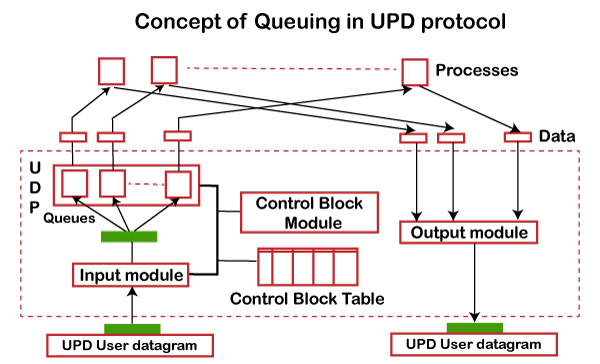 Concept of Queuing in UPD protocol
Processes
Data
U
D
P
Queues
Control Block
Module
Output module
Input module
Control Block Table
UPD User datagram
UPD User datagram